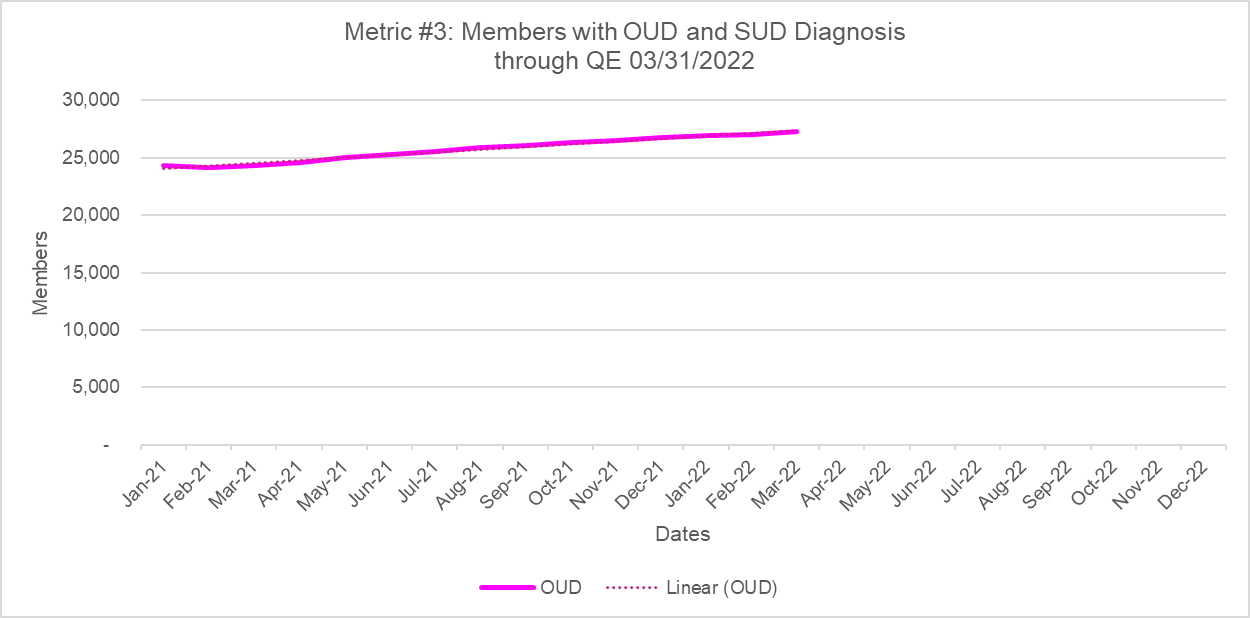 Metric #3: Members with OUD and SUD Diagnosis
through QE 03/31/2022
30,000
25,000
20,000
15,000
10,000
5,000
-
Members
Jan-21
Feb-21
Mar-21
Apr-21
May-21
Jun-21
Jul-21
Aug-21
Sep-21
Oct-21
Nov-21
Dec-21
Jan-22
Feb-22
Mar-22
Apr-22
May-22
Jun-22
Jul-22
Aug-22
Sep-22
Oct-22
Nov-22
Dec-22
Dates
OUD
Linear (OUD)